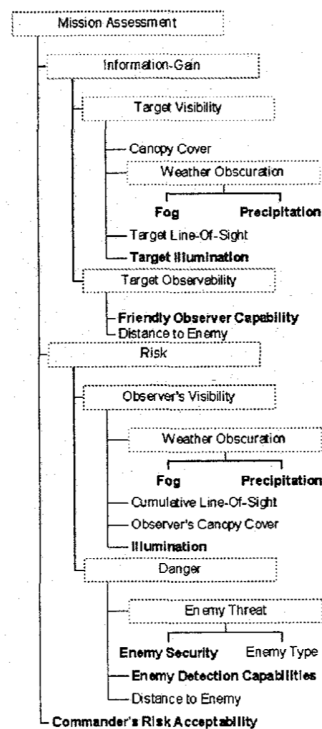 Mission Assessment
Information-Gain
Target Visibility
Canopy Cover
Weather Obscuration
Fog Precipitation
Target Line-Of-Sight
Target Illumination
Target Observability
Friendly Observer Capability
Distance to Enemy
Risk
Observer's Visibility
Weather Obscuration
Fog Precipitation
Cumulative Line-Of-Sight
Observer's Canopy Cover
Illumination
Danger
Enemy Threat
Enemy Security Enemy Type
Enemy Detection Capabilities
Distance to Enemy
Commander's Risk Acceptability